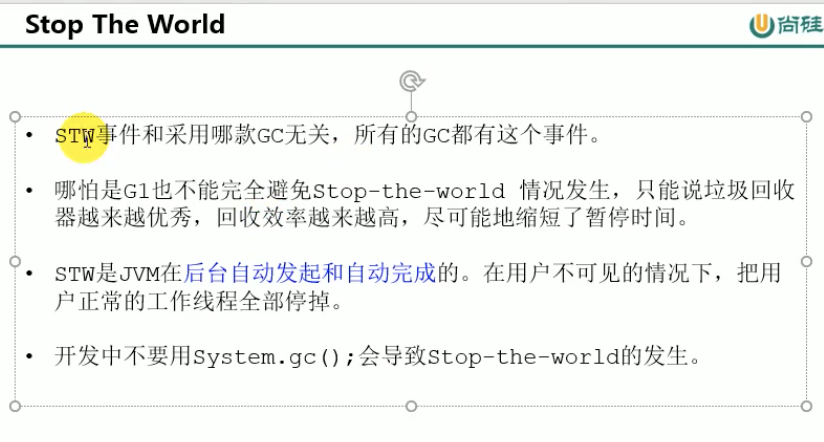 Stop The World
尚硅
• STW事件和采用哪款GC无关，所有的GC都有这个事件。
• 哪怕是G1也不能完全避免Stop-the-world 情况发生，只能说垃圾回收
器越来越优秀，回收效率越来越高，尽可能地缩短了暂停时间。
• STW是JVM在后台自动发起和自动完成的。在用户不可见的情况下，把用
户正常的工作线程全部停掉。
• 开发中不要用System.gc();会导致Stop-the-world的发生。